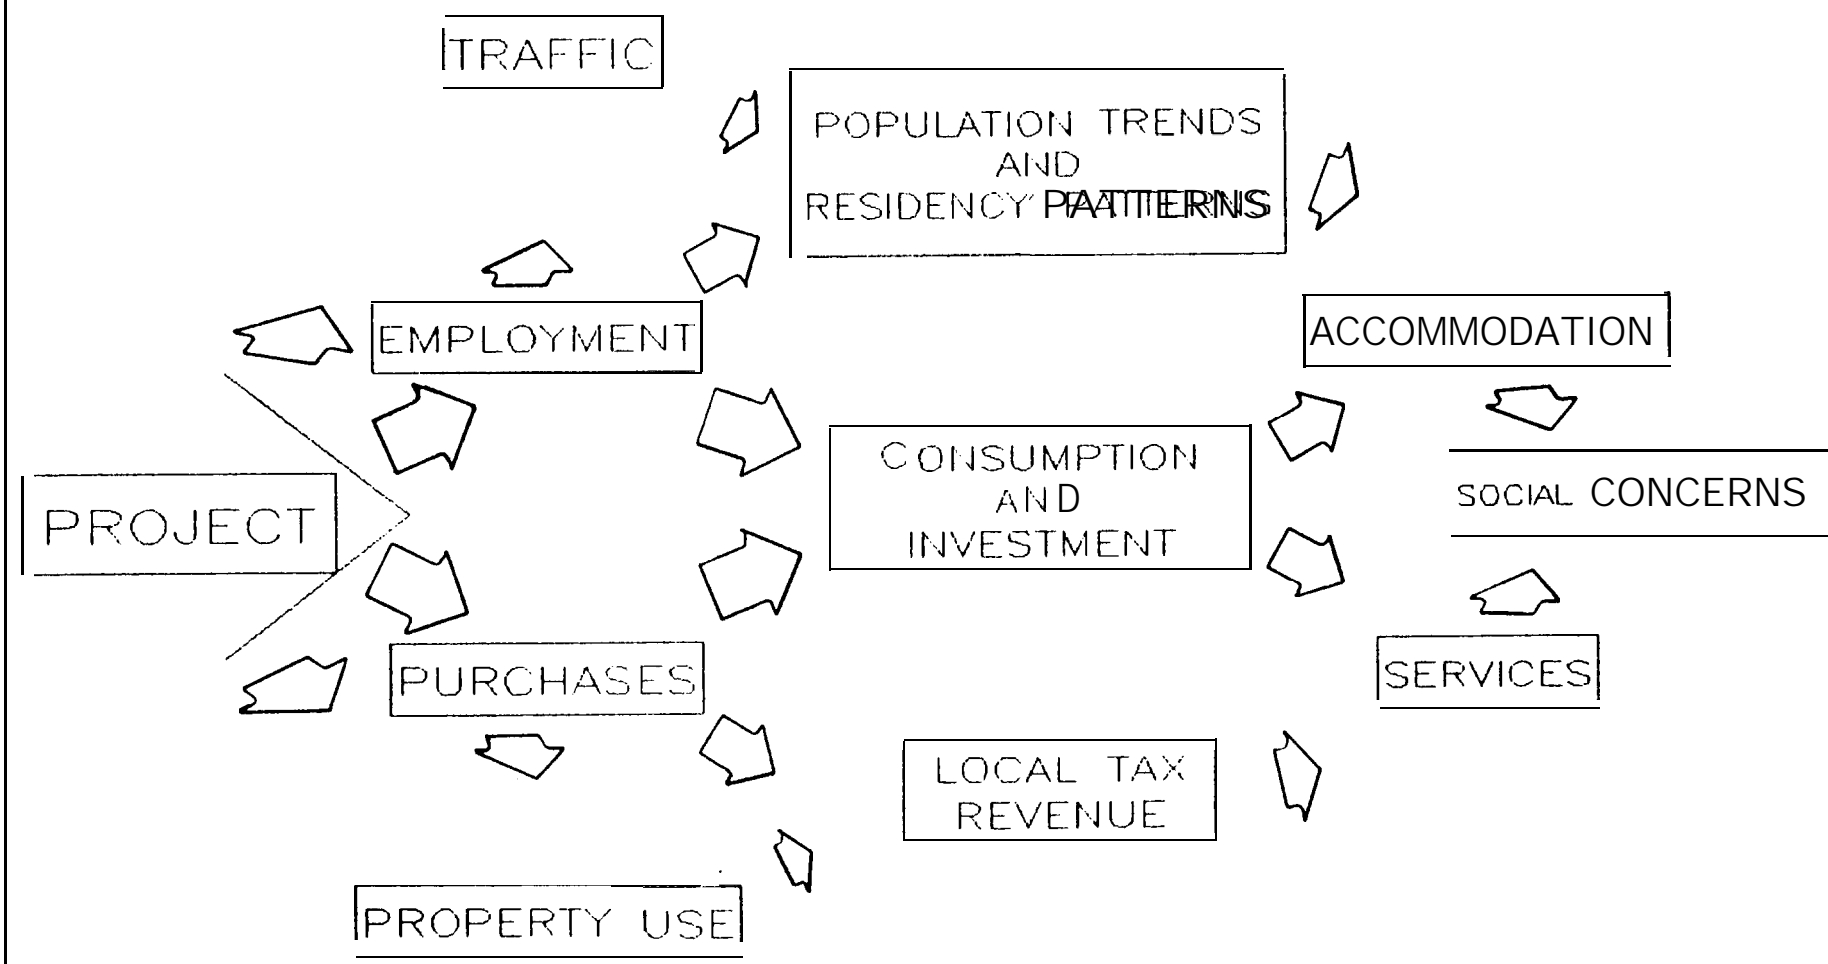 TRAFFIC
POPULATION TRENDS
AND
RESIDENCY PATTERNS
EMPLOYMENT
ACCOMMODATION
PROJECT
CONSUMPTION
AND
INVESTMENT
SOCIAL CONCERNS
PURCHASES
SERVICES
LOCAL TAX
REVENUE
PROPERTY USE